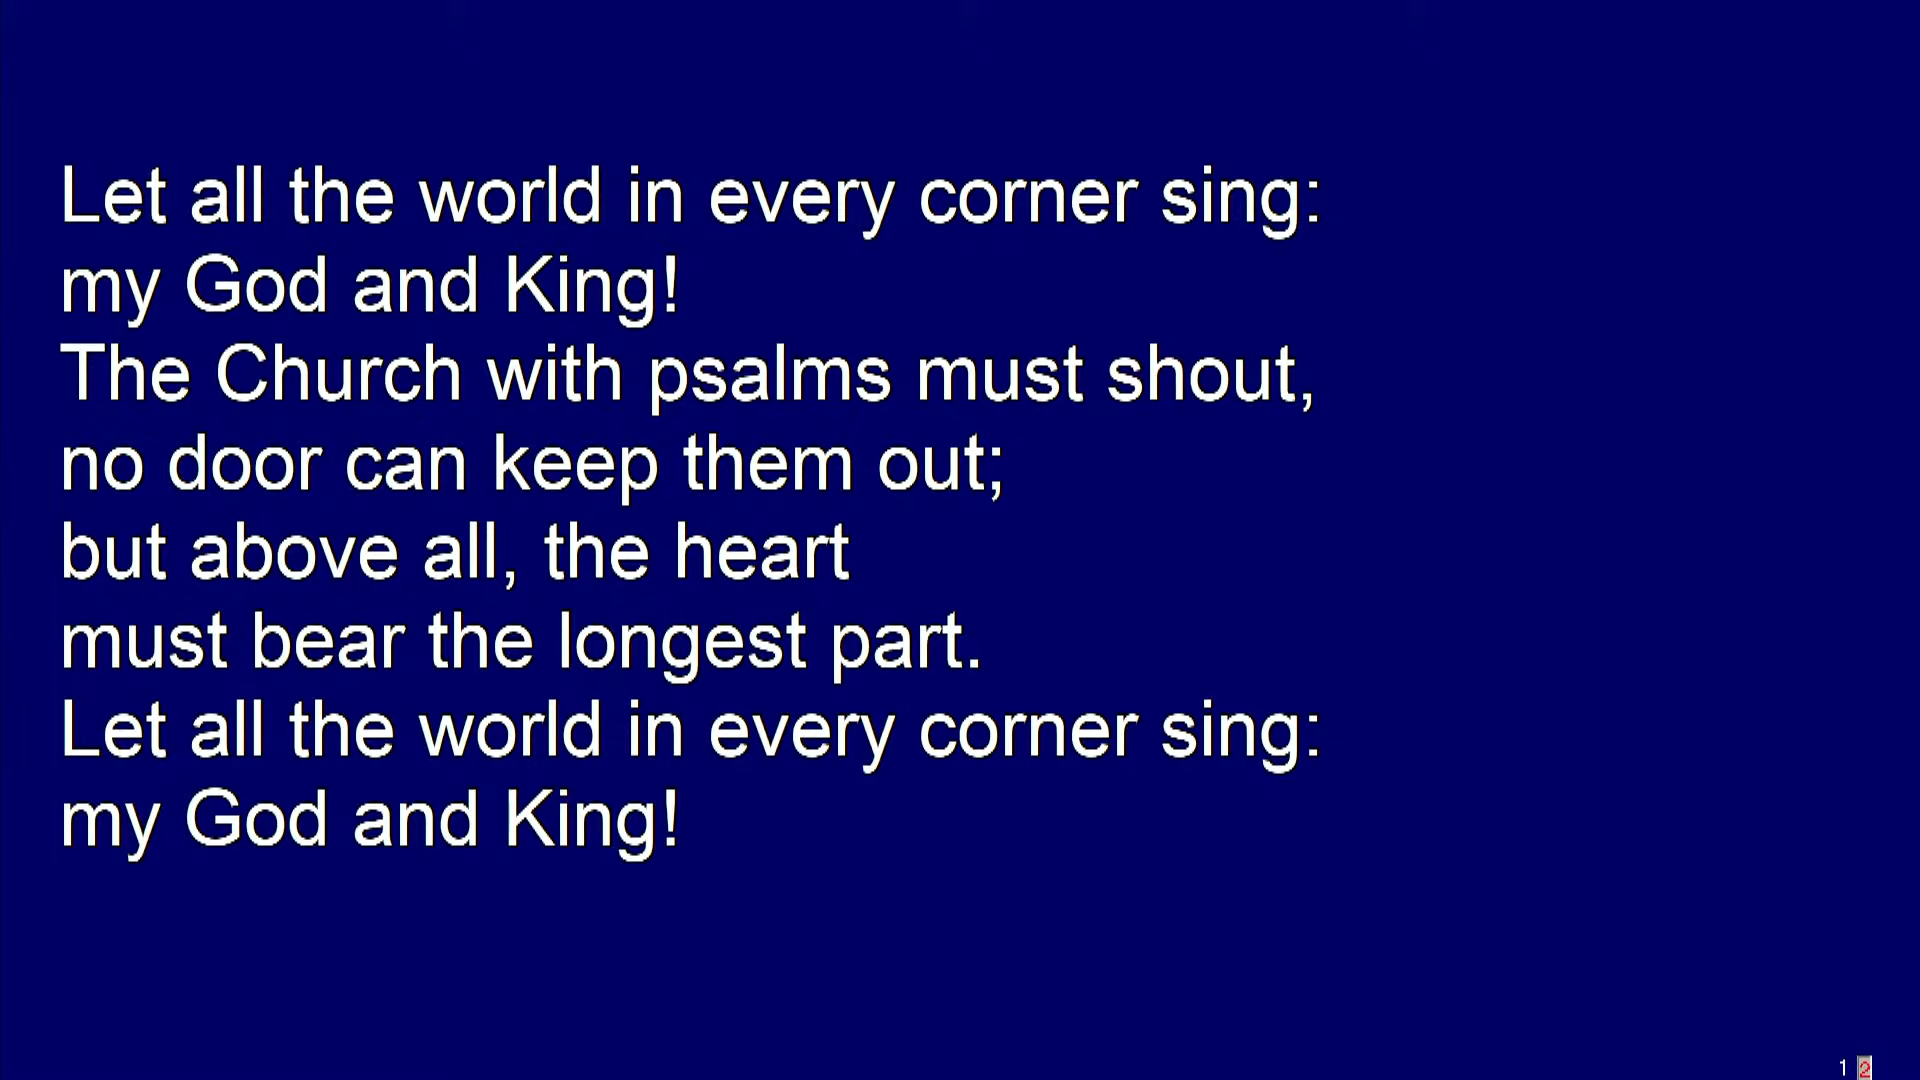 Let all the world in every corner sing:
my God and King!
The Church with psalms must shout,
no door can keep them out;
but above all, the heart
must bear the longest part.
Let all the world in every corner sing:
my God and King!
1 2